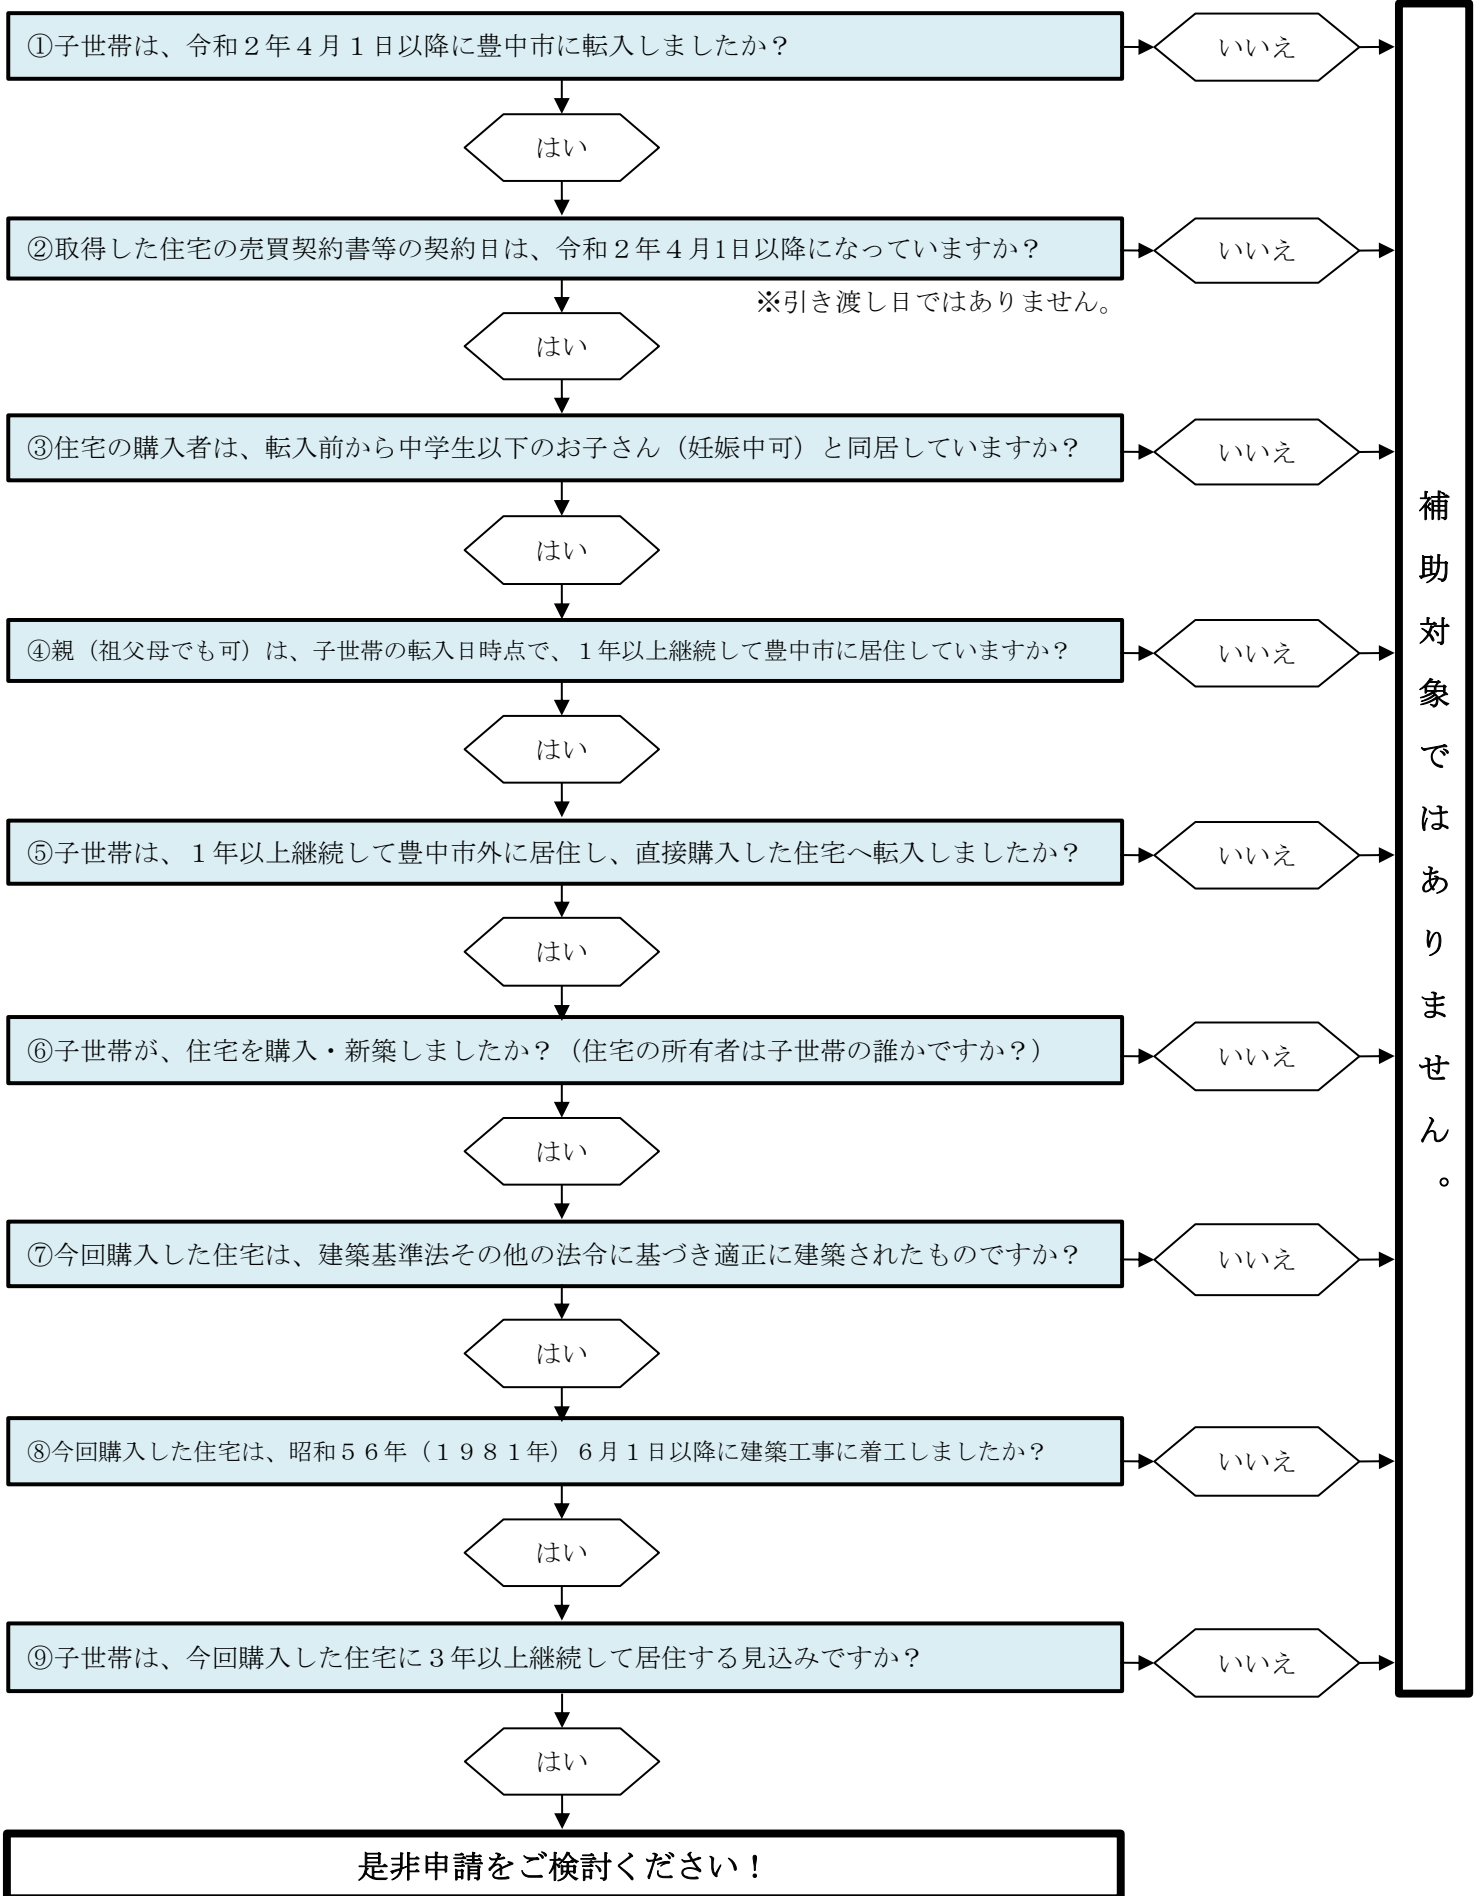 ①子世帯は、令和２年４月１日以降に豊中市に転入しましたか？
いいえ
はい
②取得した住宅の売買契約書等の契約日は、令和２年４月1日以降になっていますか？
いいえ
※引き渡し日ではありません。
はい
③住宅の購入者は、転入前から中学生以下のお子さん（妊娠中可）と同居していますか？
いいえ
はい
④親（祖父母でも可）は、子世帯の転入日時点で、１年以上継続して豊中市に居住していますか？
いいえ
はい
⑤子世帯は、１年以上継続して豊中市外に居住し、直接購入した住宅へ転入しましたか？
いいえ
はい
⑥子世帯が、住宅を購入・新築しましたか？（住宅の所有者は子世帯の誰かですか？）
いいえ
はい
⑦今回購入した住宅は、建築基準法その他の法令に基づき適正に建築されたものですか？
いいえ
はい
⑧今回購入した住宅は、昭和５６年（１９８１年）６月１日以降に建築工事に着工しましたか？
いいえ
はい
⑨子世帯は、今回購入した住宅に３年以上継続して居住する見込みですか？
いいえ
はい
補助対象ではありません。
是非申請をご検討ください！